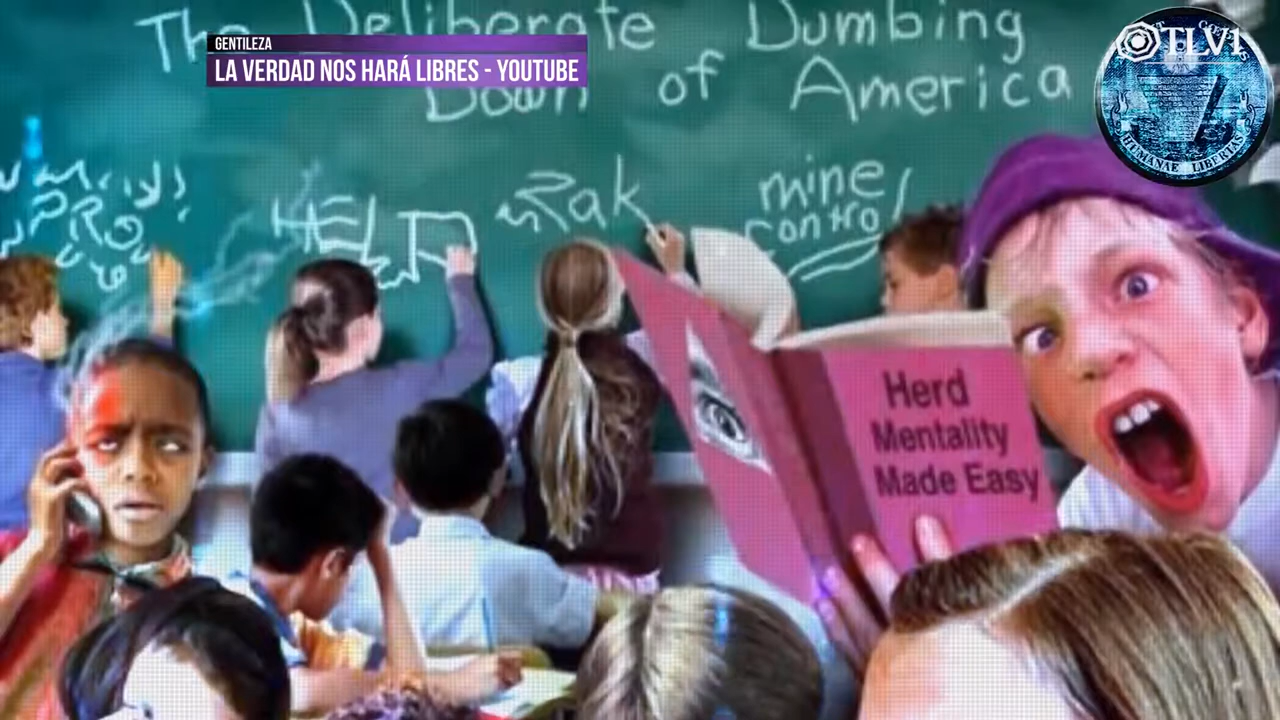 The Deliberate Dumbing
Down of America
GENTILEZA
LA VERDAD NOS HARÁ LIBRES - YOUTUBE
TLV1
HUMANAE LIBERTAS
HELP
mine
control
Herd
Mentality
Made Easy